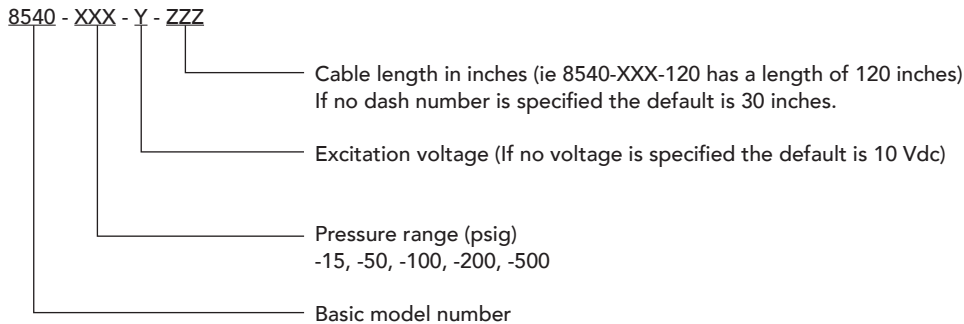 8540 - XXX - Y - ZZZ
Cable length in inches (ie 8540-XXX-120 has a length of 120 inches)
If no dash number is specified the default is 30 inches.
Excitation voltage (If no voltage is specified the default is 10 Vdc)
Pressure range (psig)
-15, -50, -100, -200, -500
Basic model number